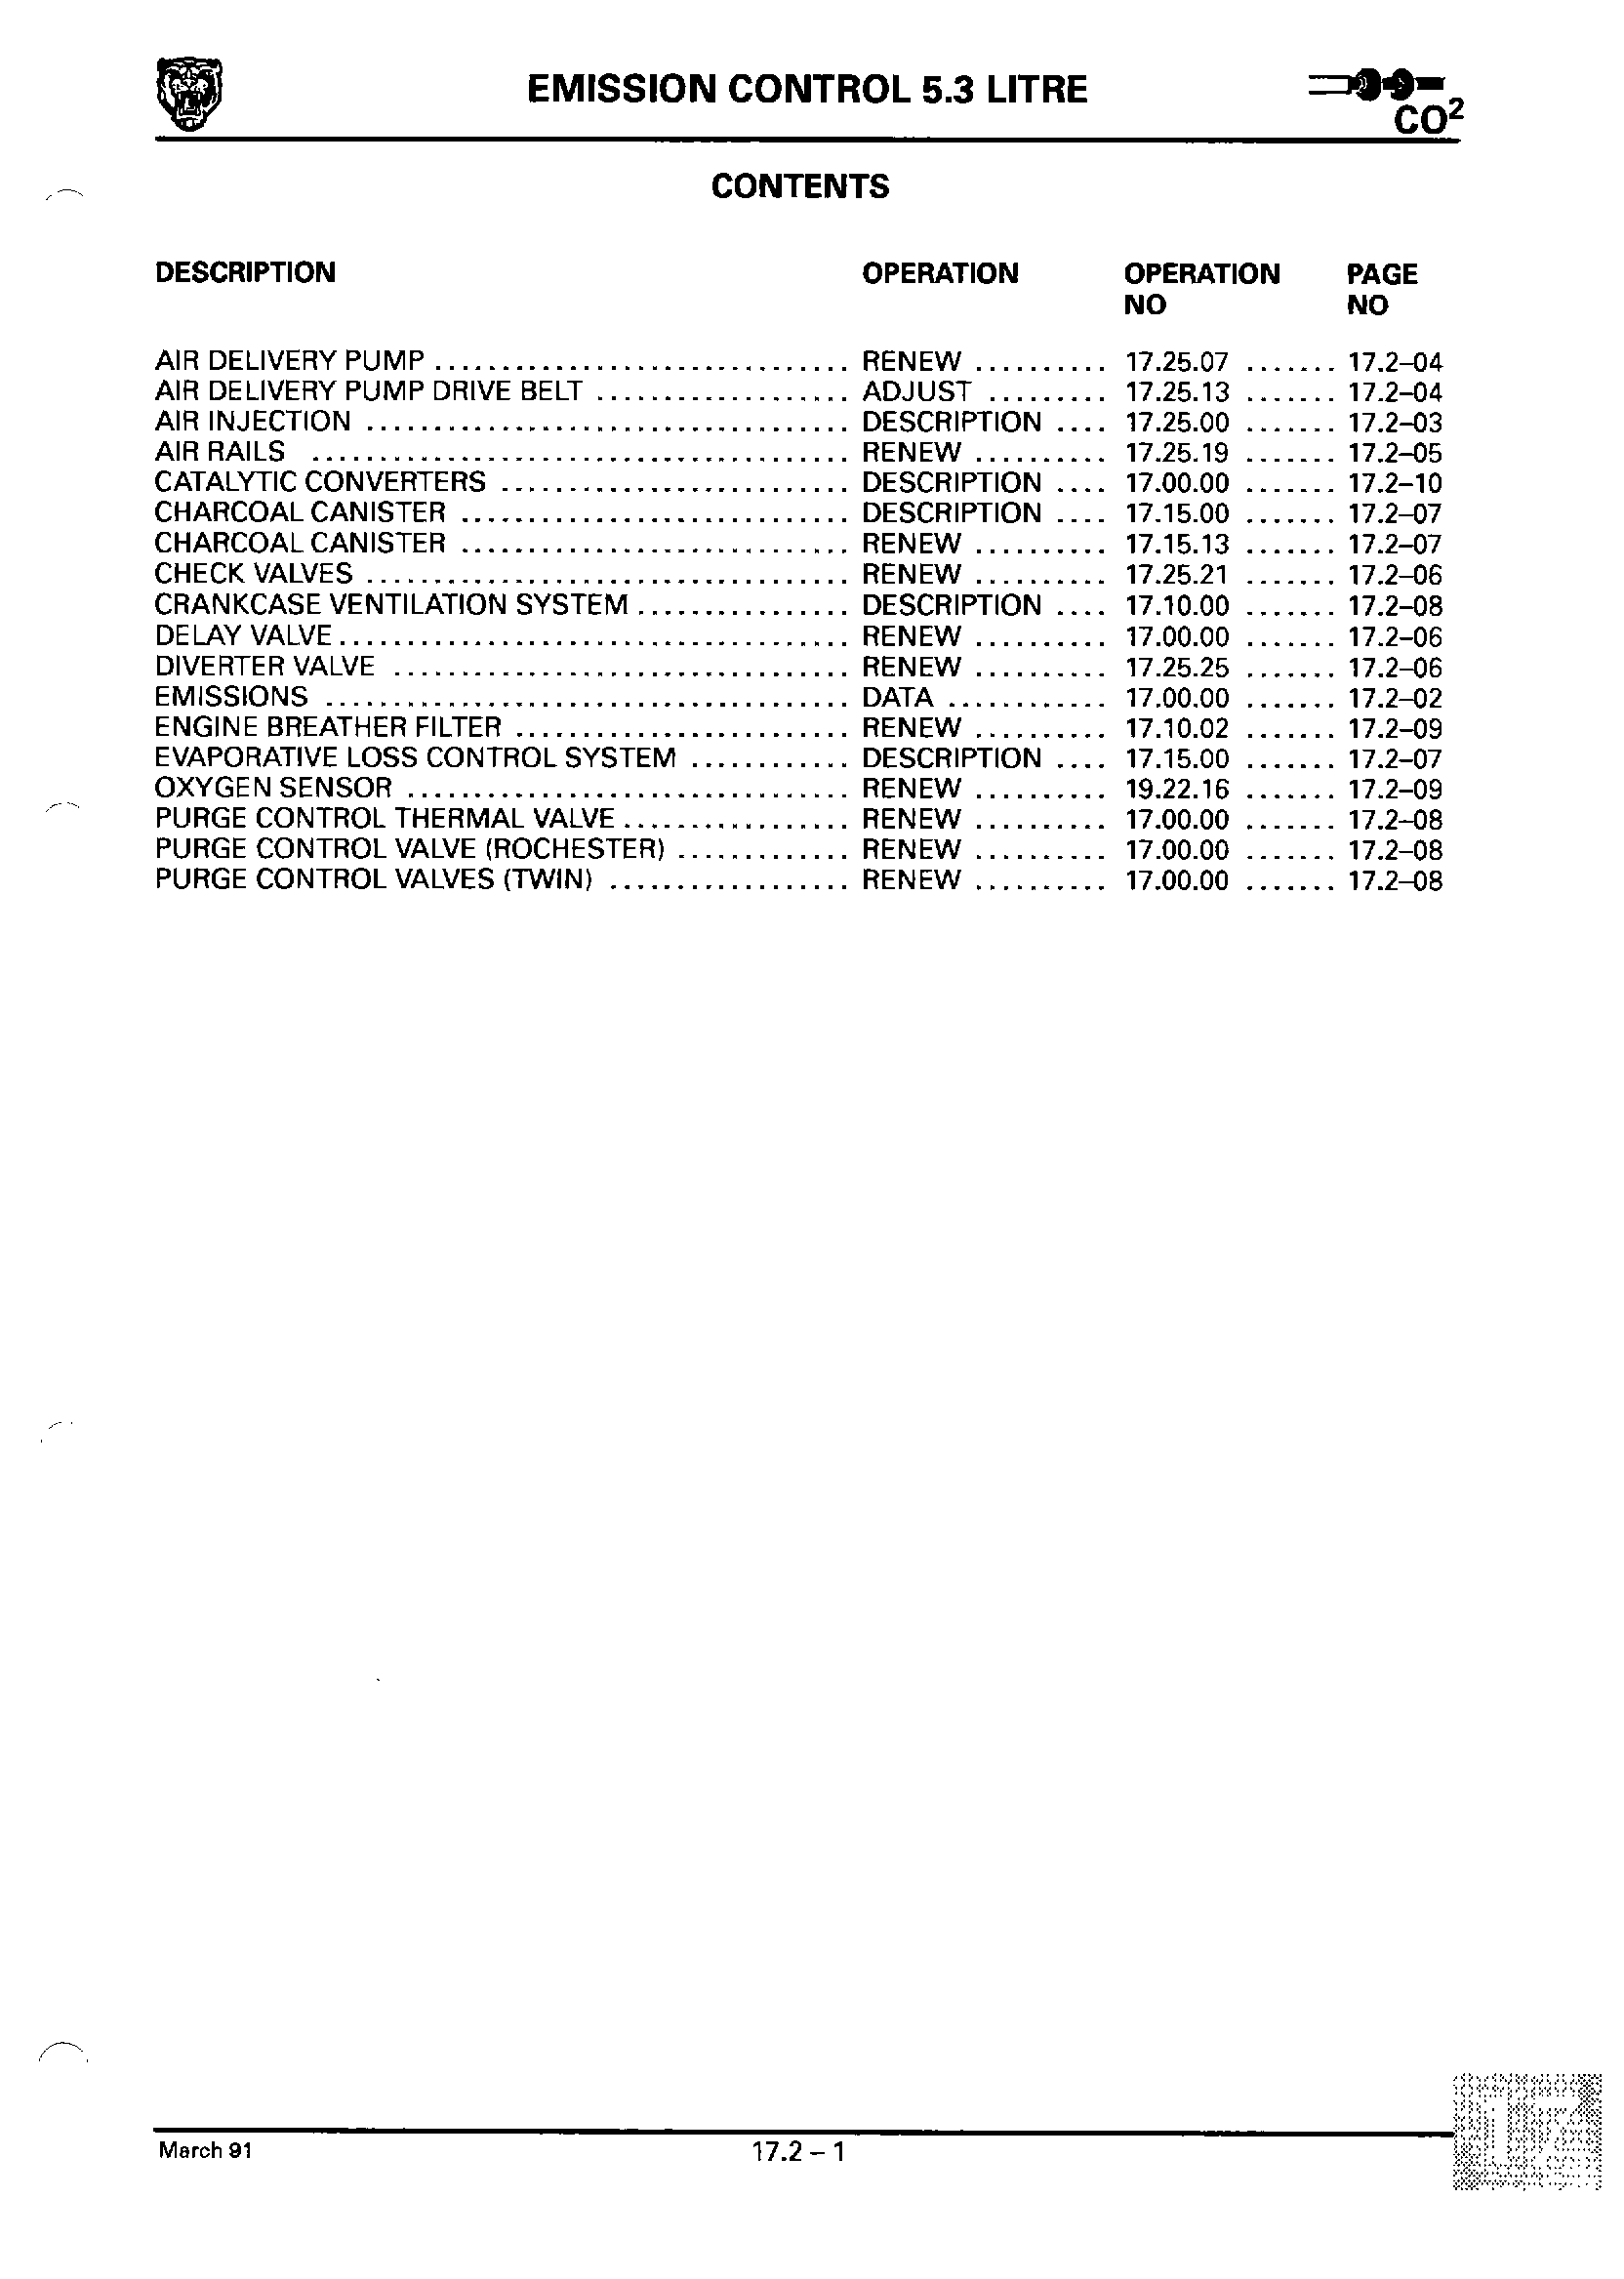 EMISSION CONTROL 5.3 LITRE
CO²
CONTENTS
DESCRIPTION OPERATION OPERATION NO PAGE NO
AIR DELIVERY PUMP ............................... RENEW .......... 17.25.07 ....... 17.2–04
AIR DELIVERY PUMP DRIVE BELT ................... ADJUST ......... 17.25.13 ....... 17.2–04
AIR INJECTION .................................... DESCRIPTION .... 17.25.00 ....... 17.2–03
AIR RAILS ........................................ RENEW .......... 17.25.19 ....... 17.2–05
CATALYTIC CONVERTERS .......................... DESCRIPTION .... 17.00.00 ....... 17.2–10
CHARCOAL CANISTER ............................. DESCRIPTION .... 17.15.00 ....... 17.2–07
CHARCOAL CANISTER ............................. RENEW .......... 17.15.13 ....... 17.2–07
CHECK VALVES .................................... RENEW .......... 17.25.21 ....... 17.2–06
CRANKCASE VENTILATION SYSTEM ................ DESCRIPTION .... 17.10.00 ....... 17.2–08
DELAY VALVE ...................................... RENEW .......... 17.00.00 ....... 17.2–06
DIVERTER VALVE .................................. RENEW .......... 17.25.25 ....... 17.2–06
EMISSIONS ....................................... DATA ............ 17.00.00 ....... 17.2–02
ENGINE BREATHER FILTER ......................... RENEW .......... 17.10.02 ....... 17.2–09
EVAPORATIVE LOSS CONTROL SYSTEM ............ DESCRIPTION .... 17.15.00 ....... 17.2–07
OXYGEN SENSOR ................................. RENEW .......... 19.22.16 ....... 17.2–09
PURGE CONTROL THERMAL VALVE ................. RENEW .......... 17.00.00 ....... 17.2–08
PURGE CONTROL VALVE (ROCHESTER) ............. RENEW .......... 17.00.00 ....... 17.2–08
PURGE CONTROL VALVES (TWIN) .................. RENEW .......... 17.00.00 ....... 17.2–08
March 91
17.2 – 1
17